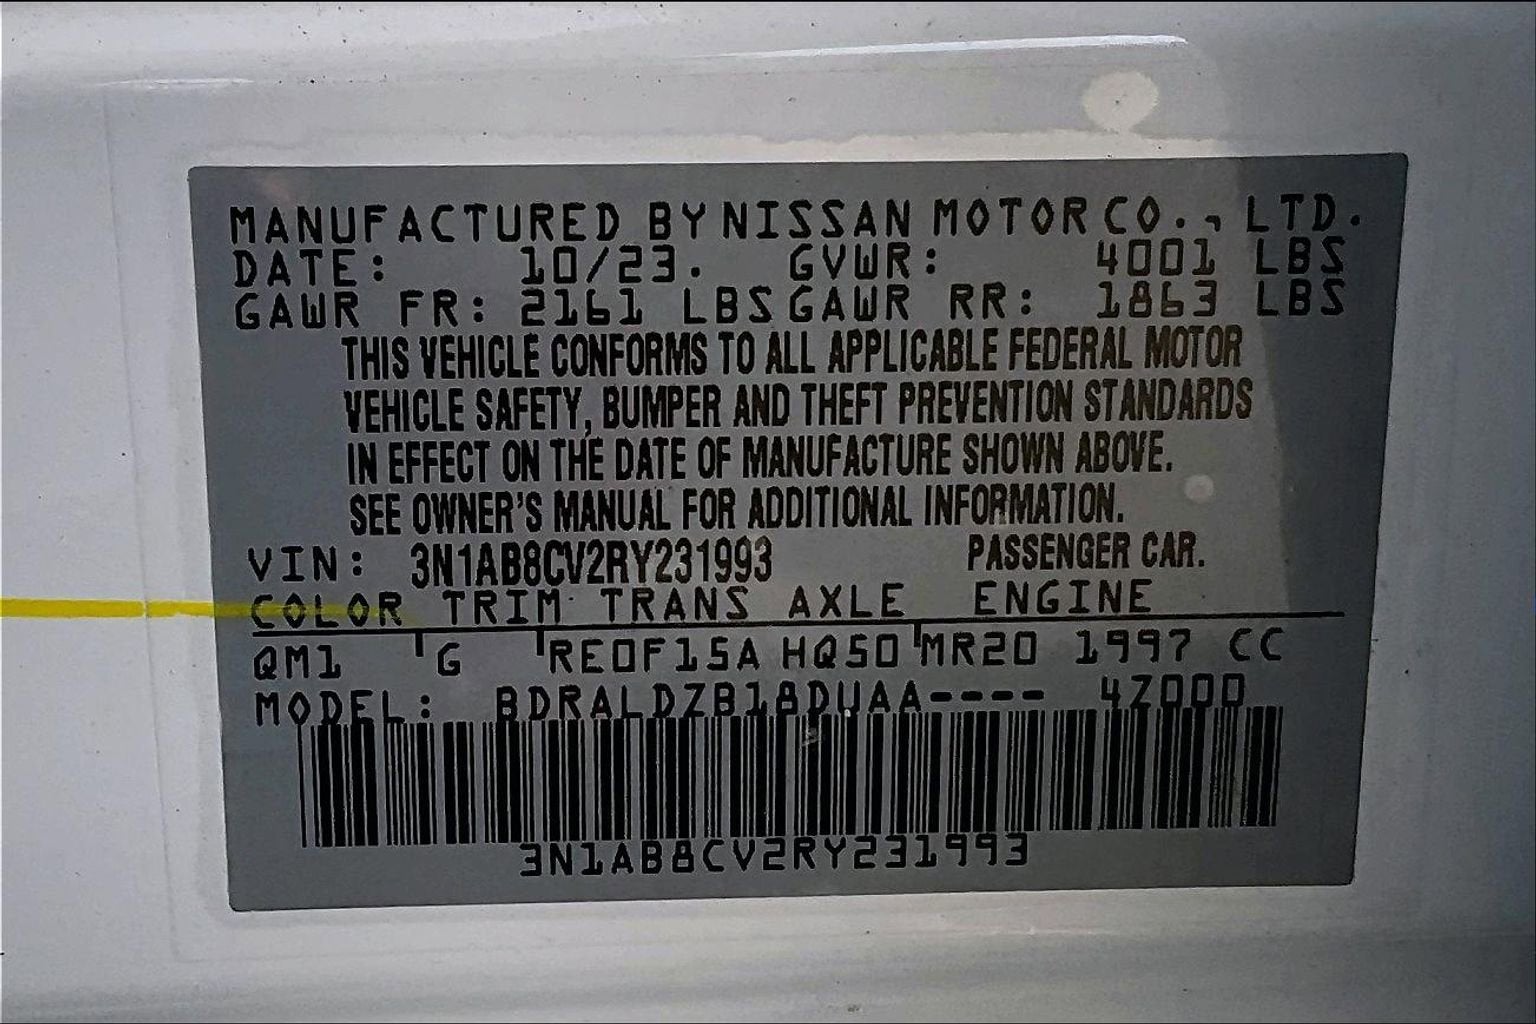 MANUFACTURED BY NISSAN MOTOR CO., LTD.
DATE: 10/23. GVWR: 4001 LBS
GAWR FR: 2161 LBS GAWR RR: 1863 LBS
THIS VEHICLE CONFORMS TO ALL APPLICABLE FEDERAL MOTOR
VEHICLE SAFETY, BUMPER AND THEFT PREVENTION STANDARDS
IN EFFECT ON THE DATE OF MANUFACTURE SHOWN ABOVE.
SEE OWNER'S MANUAL FOR ADDITIONAL INFORMATION.
VIN: 3N1AB8CV2RY231993 PASSENGER CAR.
COLOR TRIM TRANS AXLE ENGINE
QM1 G RE0F15A HQ50 MR20 1997 CC
MODEL: BDRALDZB18DUAA---- 4Z000
3N1AB8CV2RY231993